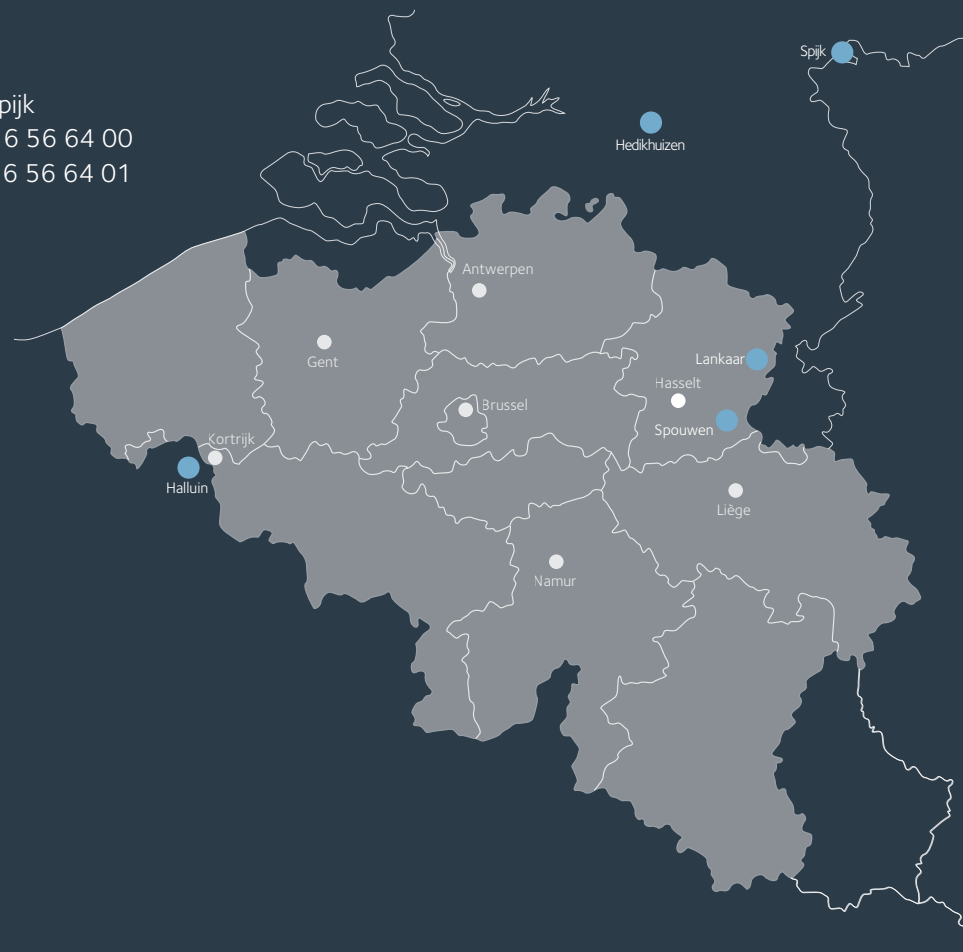 Spijk
pijk
6 56 64 00
6 56 64 01
Hedikhuizen
Antwerpen
Gent
Lankaar
Hasselt
Brussel
Spouwen
Kortrijk
Halluin
Liège
Namur